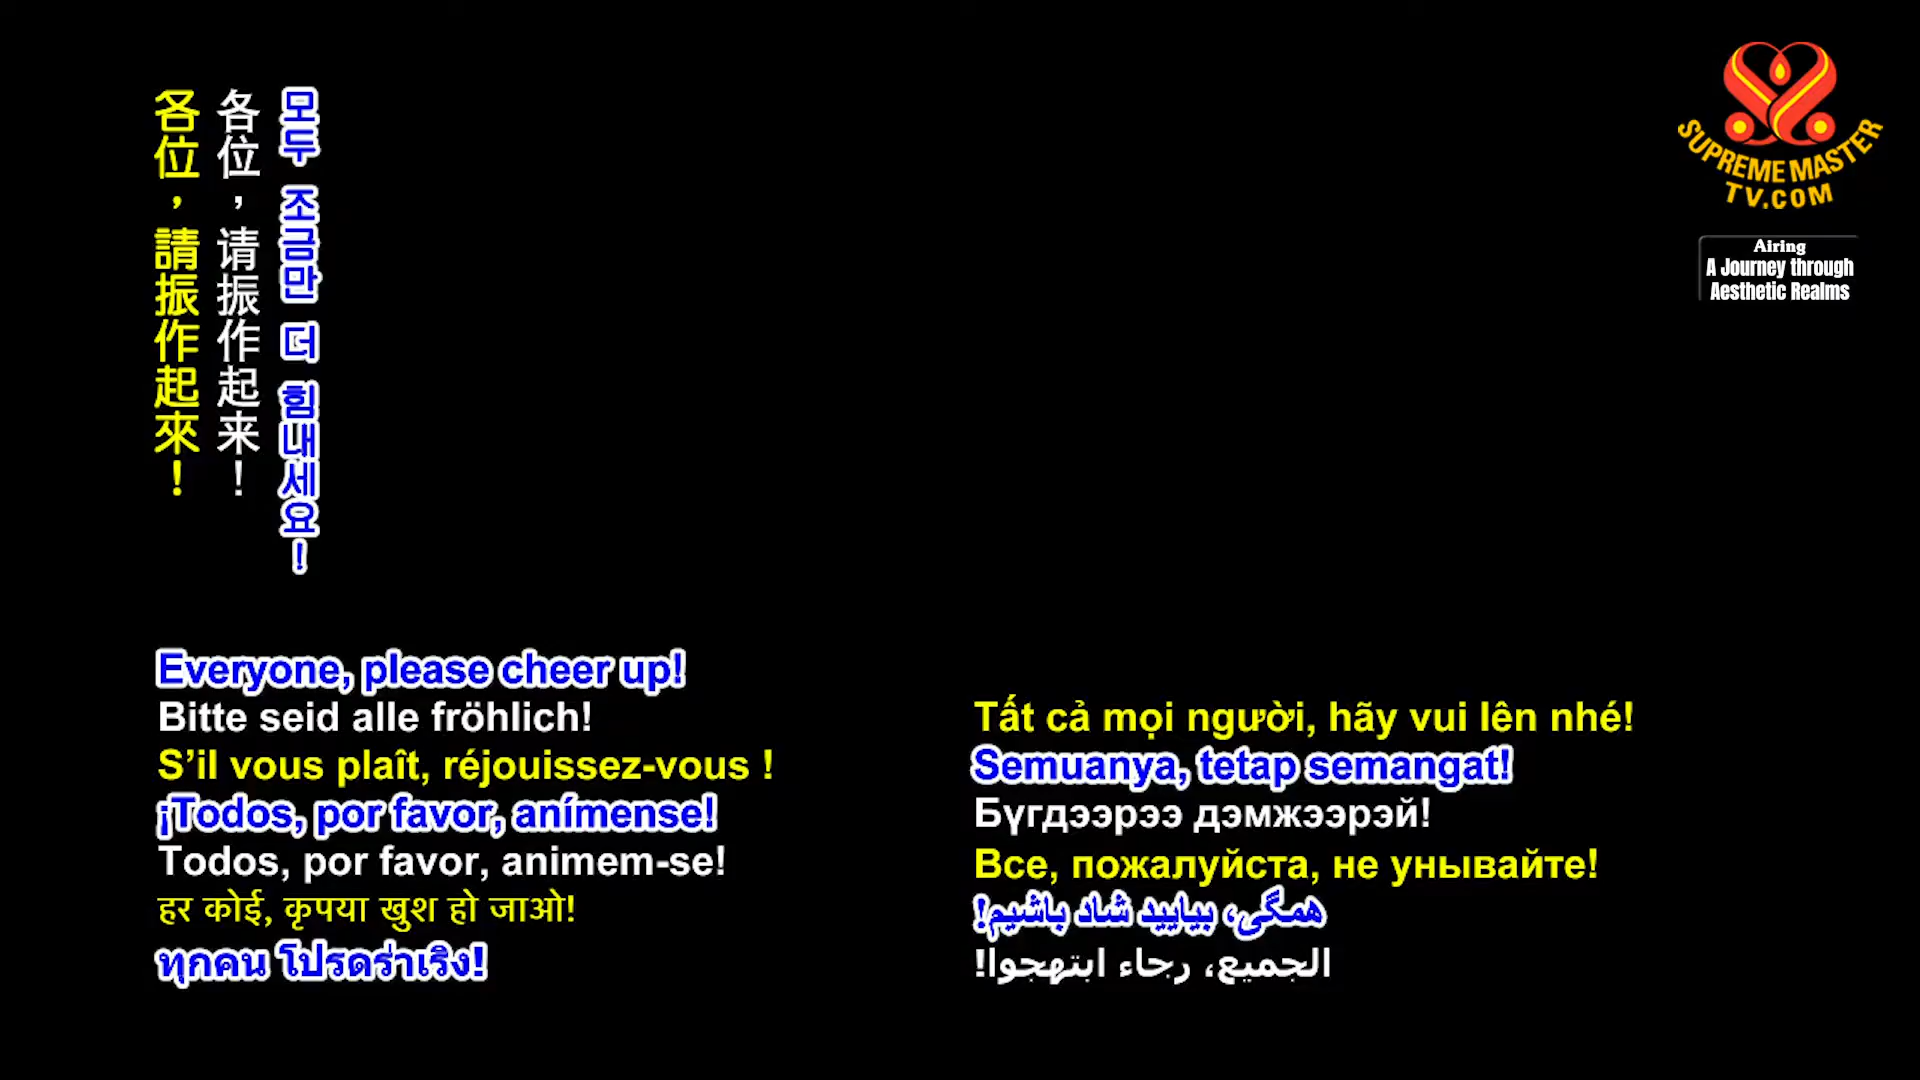 各位，請振作起來！
各位，请振作起来！
모두 조금만 더 힘내세요!
SUPREME MASTER
TV.COM
Airing
A Journey through
Aesthetic Realms
Everyone, please cheer up!
Bitte seid alle fröhlich!
S’il vous plaît, réjouissez-vous !
¡Todos, por favor, anímense!
Todos, por favor, animem-se!
हर कोई, कृपया खुश हो जाओ!
ทุกคน โปรดร่าเริง!
Tất cả mọi người, hãy vui lên nhé!
Semuanya, tetap semangat!
Бүгдээрээ дэмжээрэй!
Все, пожалуйста, не унывайте!
همگی، بیایید شاد باشیم!
الجميع، رجاء ابتهجوا!